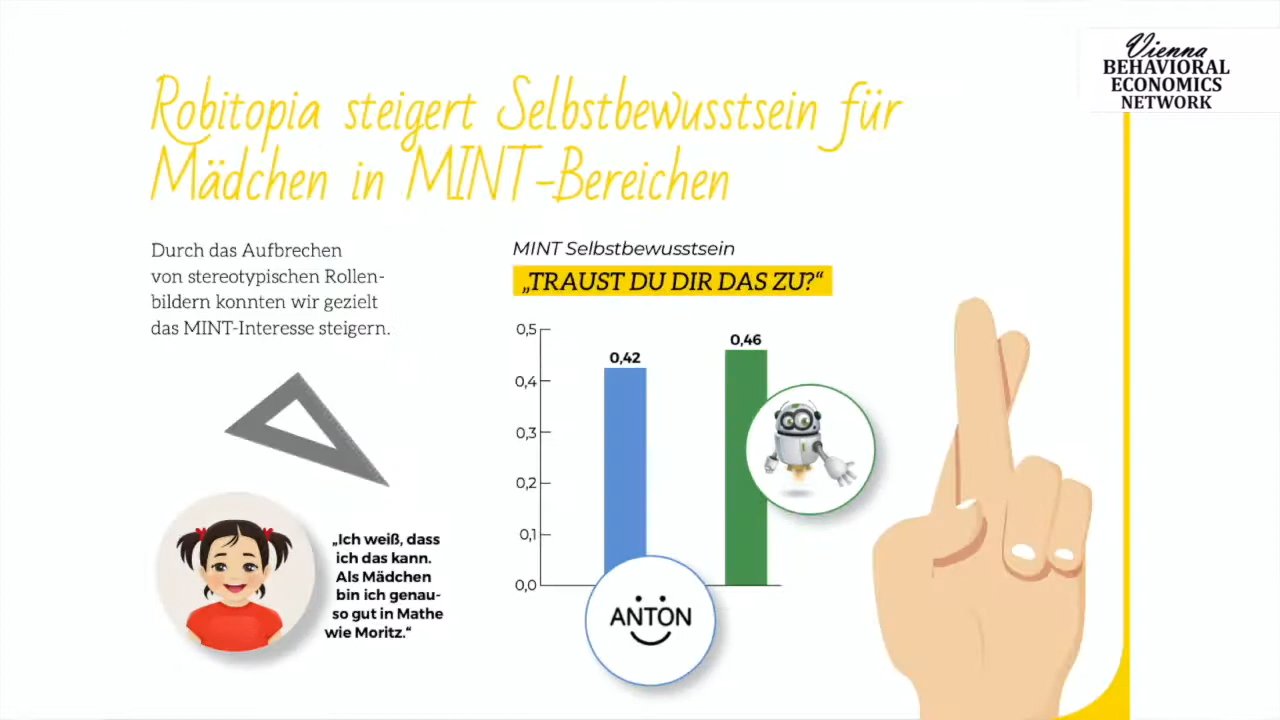 Vienna
BEHAVIORAL
ECONOMICS
NETWORK
Robitopia steigert Selbstbewusstsein für
Mädchen in MINT-Bereichen
Durch das Aufbrechen
von stereotypischen Rollen-
bildern konnten wir gezielt
das MINT-Interesse steigern.
„Ich weiß, dass
ich das kann.
Als Mädchen
bin ich genau-
so gut in Mathe
wie Moritz.“
MINT Selbstbewusstsein
„TRAUST DU DIR DAS ZU?“
0,5
0,4
0,3
0,2
0,1
0,0
0,42
0,46
ANTON